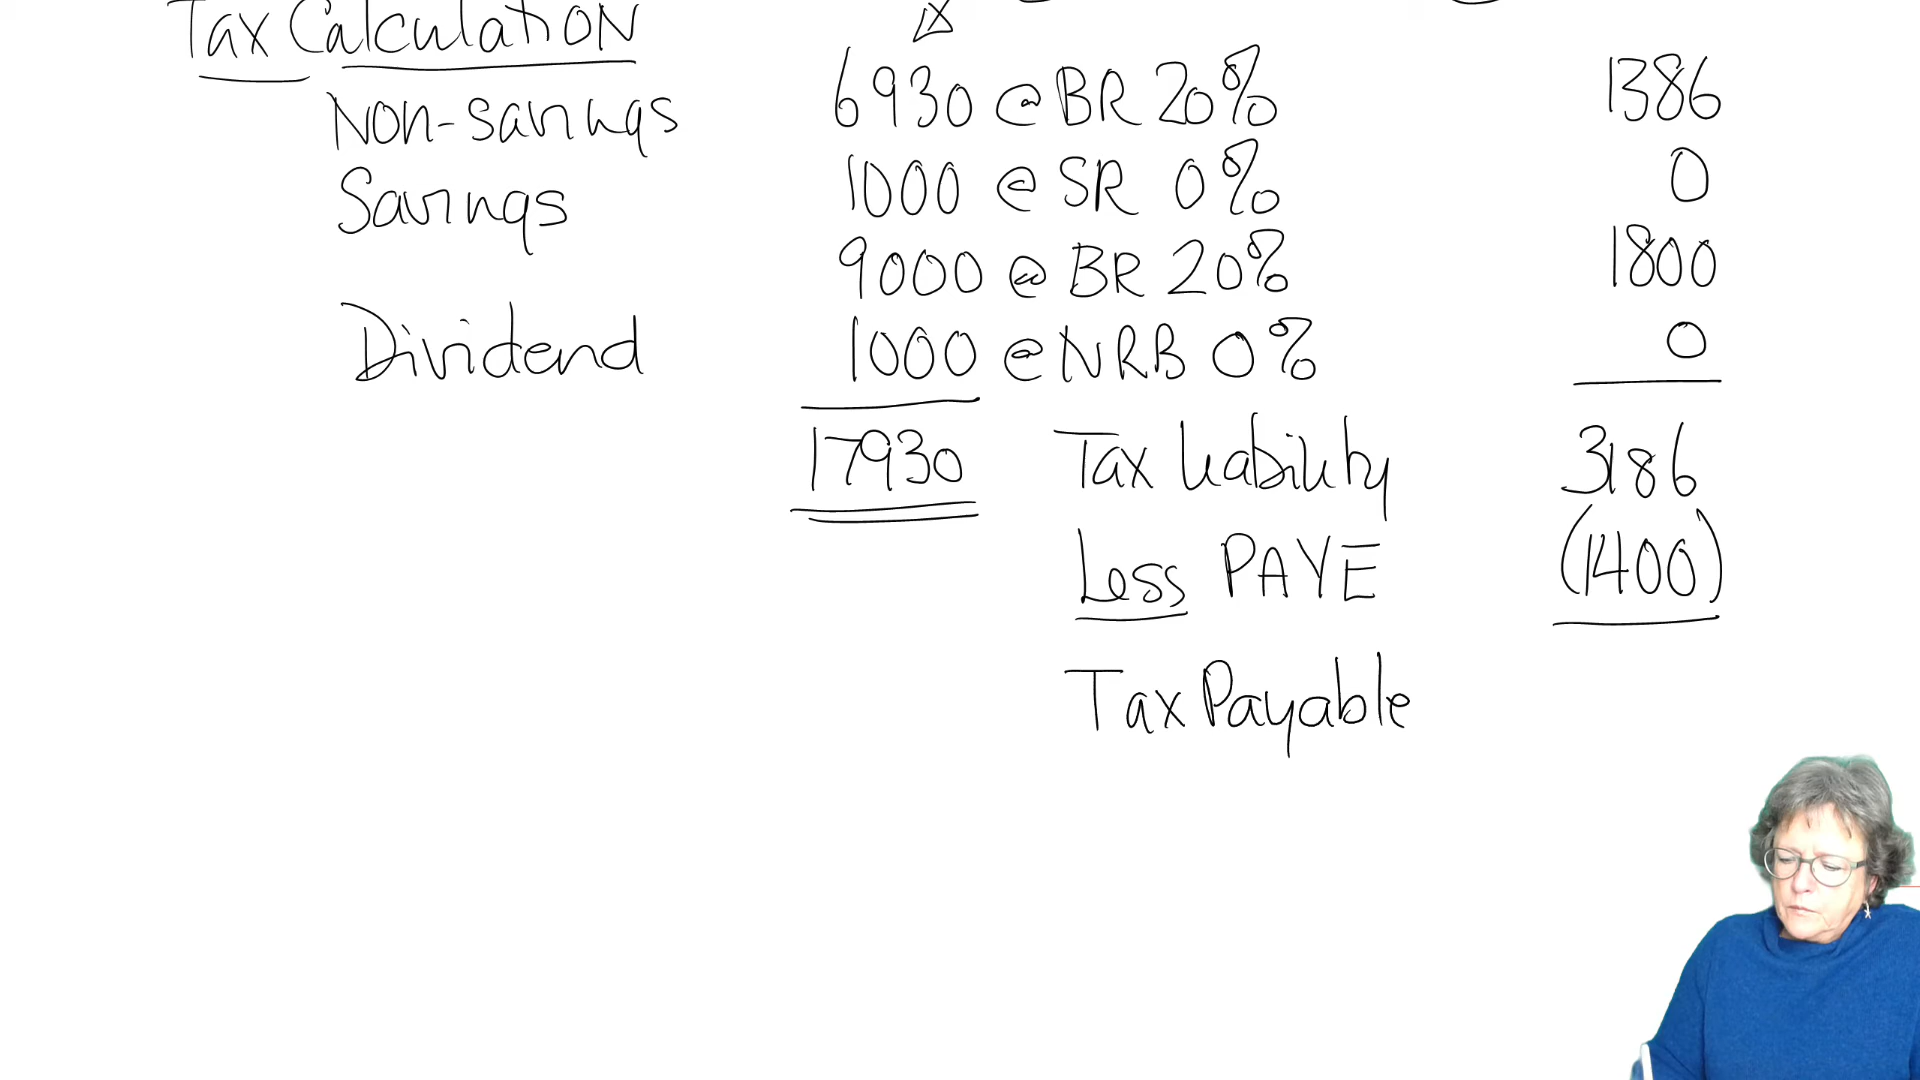 Tax Calculation
Non-savings 6930 @ BR 20% 1386
Savings 1000 @ SR 0% 0
9000 @ BR 20% 1800
Dividend 1000 @ NRB 0% 0
17930 Tax liability 3186
Less PAYE (1400)
Tax Payable